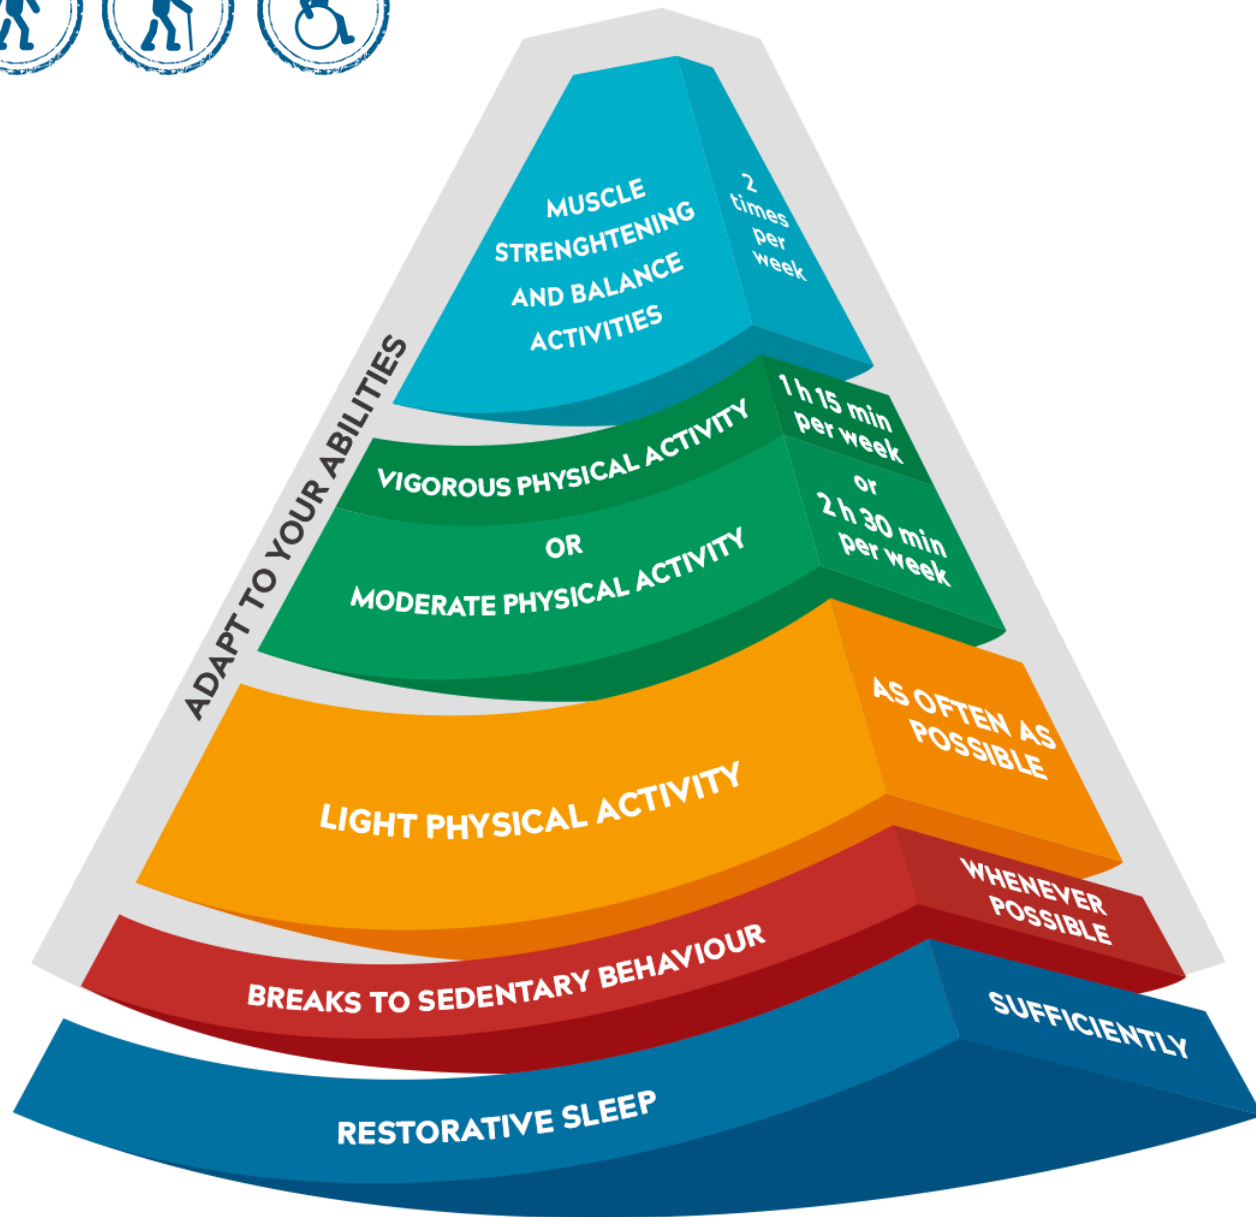 ADAPT TO YOUR ABILITIES
MUSCLE
STRENGHTENING
AND BALANCE
ACTIVITIES
2
times
per
week
VIGOROUS PHYSICAL ACTIVITY
1 h 15 min
per week
OR
MODERATE PHYSICAL ACTIVITY
or
2 h 30 min
per week
LIGHT PHYSICAL ACTIVITY
AS OFTEN AS
POSSIBLE
BREAKS TO SEDENTARY BEHAVIOUR
WHENEVER
POSSIBLE
RESTORATIVE SLEEP
SUFFICIENTLY